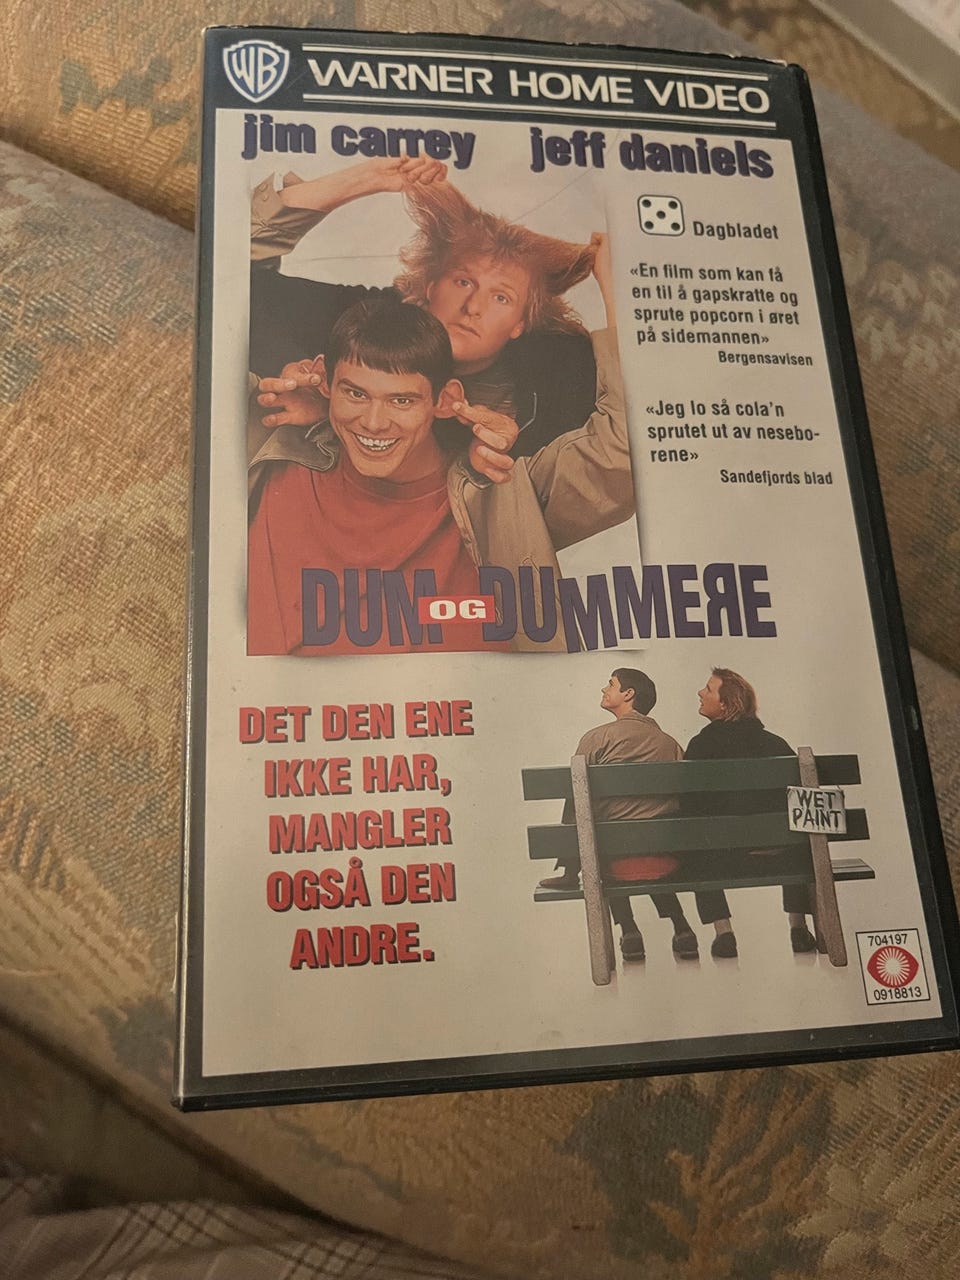 WB
WARNER HOME VIDEO
jim carrey jeff daniels
Dagbladet
«En film som kan få
en til å gapskratte og
sprute popcorn i øret
på sidemannen»
Bergensavisen
«Jeg lo så cola'n
sprutet ut av nesebo-
rene»
Sandefjords blad
DUM OG DUMMERE
DET DEN ENE
IKKE HAR,
MANGLER
OGSÅ DEN
ANDRE.
WET
PAINT
704197
0918813